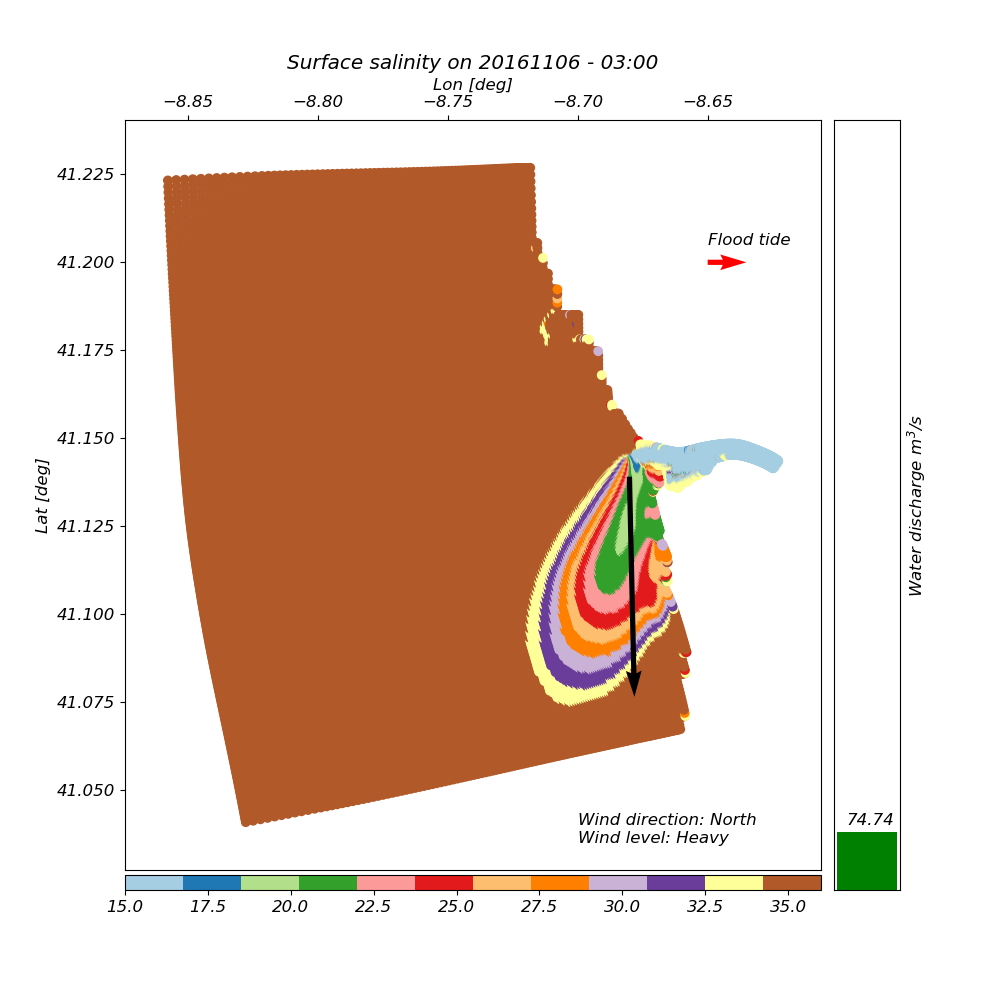 Surface salinity on 20161106 - 03:00
Lon [deg]
−8.85 −8.80 −8.75 −8.70 −8.65
41.225
41.200
41.175
41.150
41.125
41.100
41.075
41.050
Lat [deg]
Flood tide
Wind direction: North
Wind level: Heavy
15.0 17.5 20.0 22.5 25.0 27.5 30.0 32.5 35.0
74.74
Water discharge m³/s